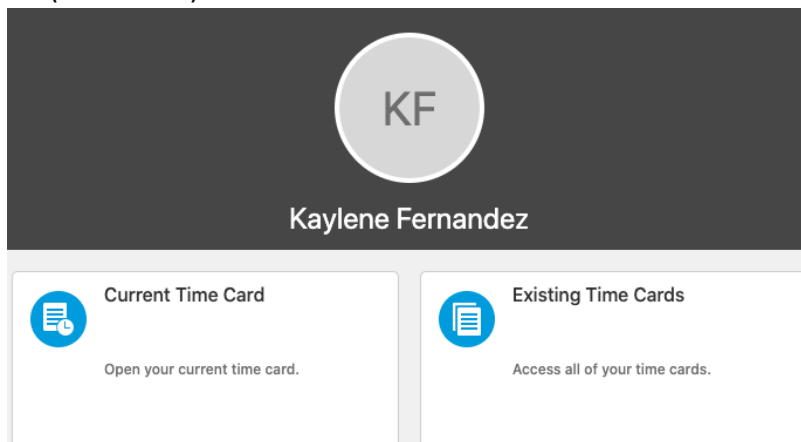 KF
Kaylene Fernandez
Current Time Card
Open your current time card.
Existing Time Cards
Access all of your time cards.